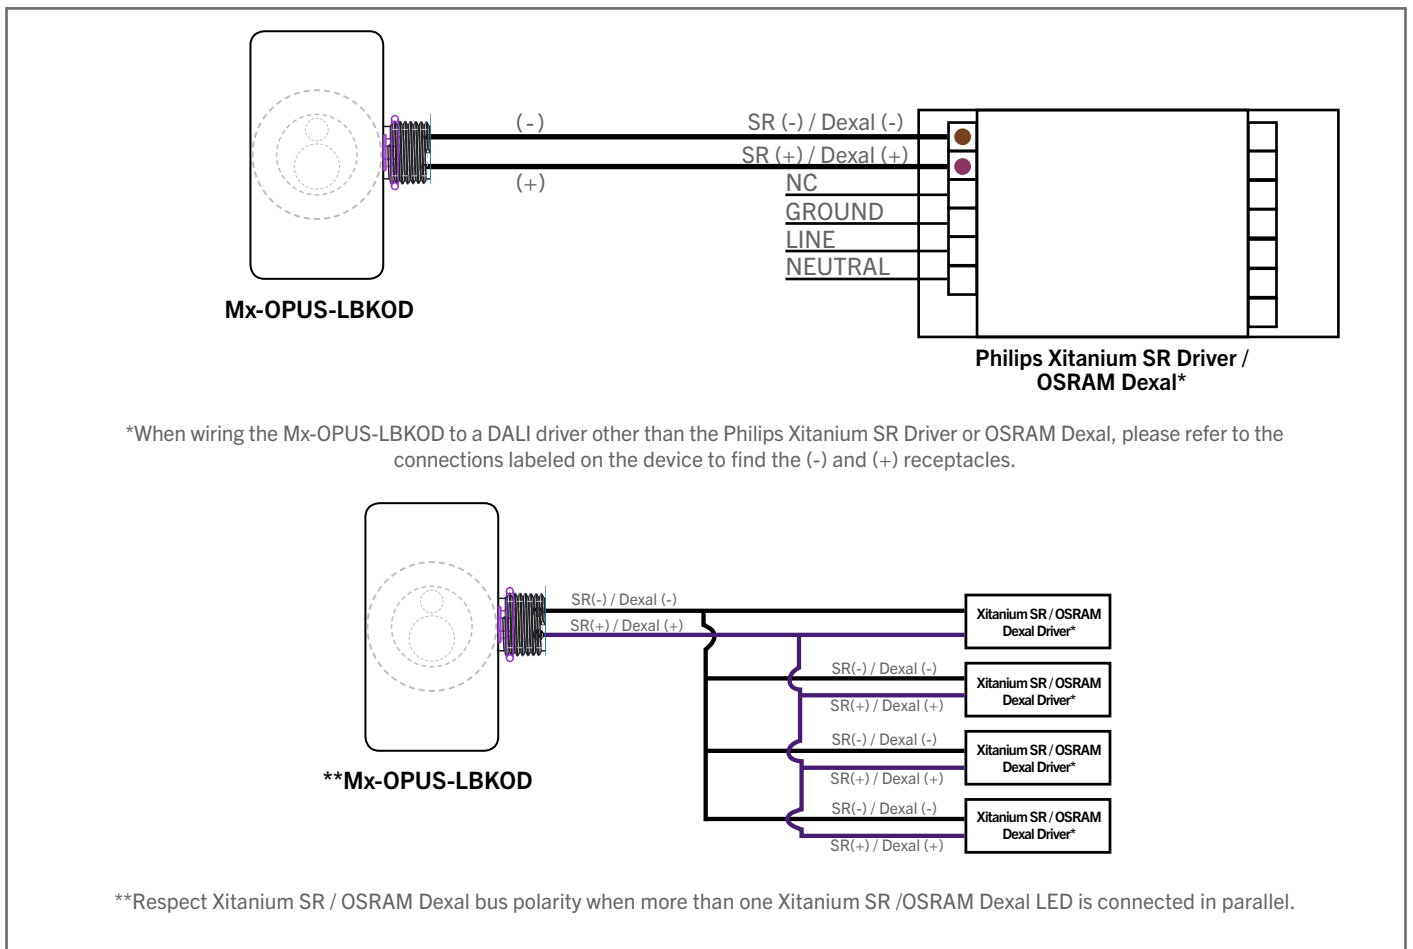 (-)
SR (-) / Dexal (-)
SR (+) / Dexal (+)
(+)
NC
GROUND
LINE
NEUTRAL
Mx-OPUS-LBKOD
Philips Xitanium SR Driver /
OSRAM Dexal*
*When wiring the Mx-OPUS-LBKOD to a DALI driver other than the Philips Xitanium SR Driver or OSRAM Dexal, please refer to the
connections labeled on the device to find the (-) and (+) receptacles.
SR(-) / Dexal (-)
SR(+) / Dexal (+)
Xitanium SR / OSRAM
Dexal Driver*
SR(-) / Dexal (-)
SR(+) / Dexal (+)
Xitanium SR / OSRAM
Dexal Driver*
SR(-) / Dexal (-)
SR(+) / Dexal (+)
Xitanium SR / OSRAM
Dexal Driver*
SR(-) / Dexal (-)
SR(+) / Dexal (+)
Xitanium SR / OSRAM
Dexal Driver*
**Mx-OPUS-LBKOD
**Respect Xitanium SR / OSRAM Dexal bus polarity when more than one Xitanium SR /OSRAM Dexal LED is connected in parallel.